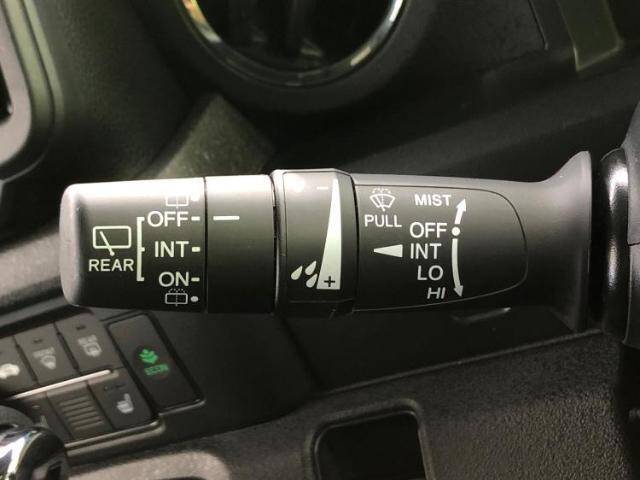 REAR
OFF
INT
ON
-
+
PULL
MIST
OFF
INT
LO
HI
ECON